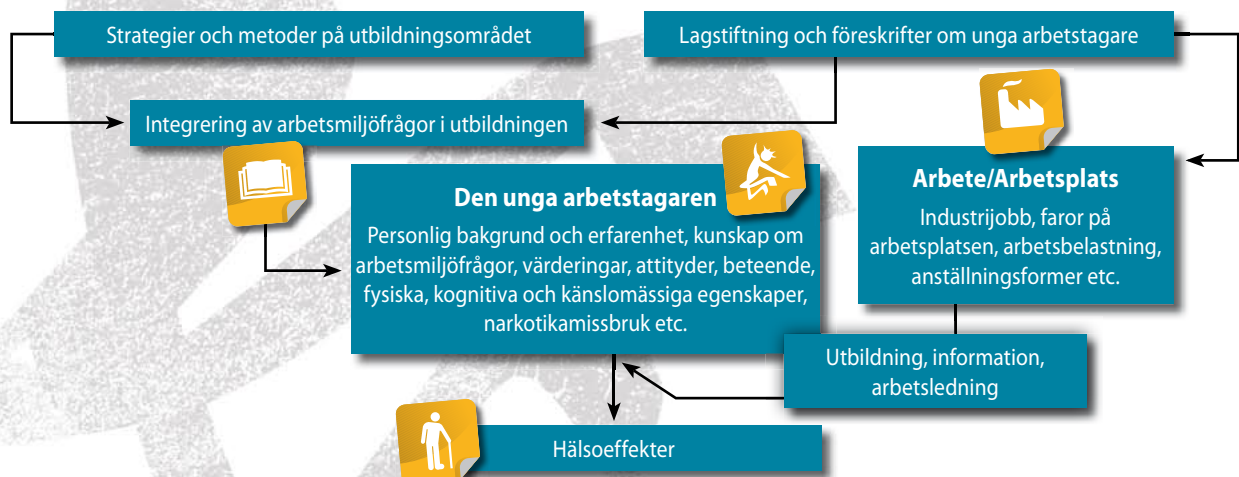 Strategier och metoder på utbildningsområdet
Lagstiftning och föreskrifter om unga arbetstagare
Integrering av arbetsmiljöfrågor i utbildningen
Den unga arbetstagaren
Personlig bakgrund och erfarenhet, kunskap om
arbetsmiljöfrågor, värderingar, attityder, beteende,
fysiska, kognitiva och känslomässiga egenskaper,
narkotikamissbruk etc.
Arbete/Arbetsplats
Industrijobb, faror på
arbetsplatsen, arbetsbelastning,
anställningsformer etc.
Utbildning, information,
arbetsledning
Hälsoeffekter